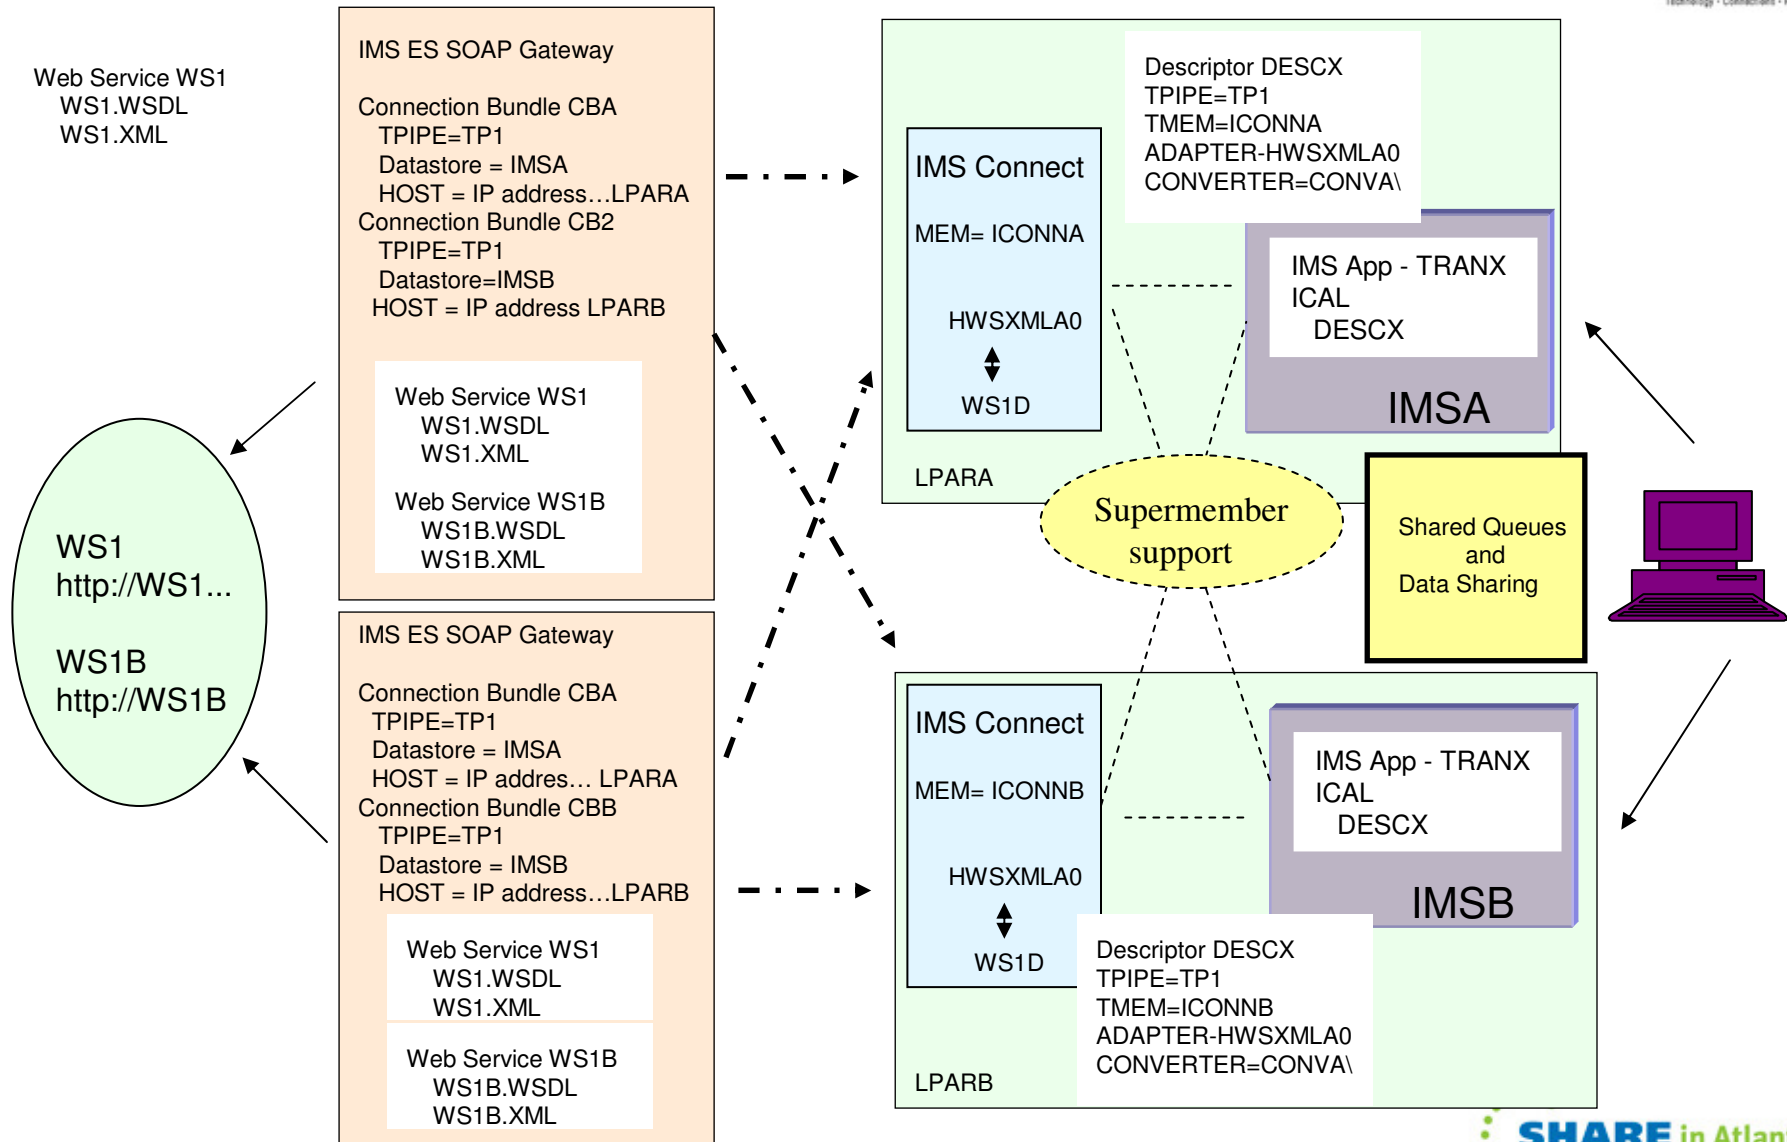 Technology · Connections ·
Web Service WS1
WS1.WSDL
WS1.XML
IMS ES SOAP Gateway
Connection Bundle CBA
TPIPE=TP1
Datastore = IMSA
HOST = IP address…LPARA
Connection Bundle CB2
TPIPE=TP1
Datastore=IMSB
HOST = IP address LPARB
Web Service WS1
WS1.WSDL
WS1.XML
Web Service WS1B
WS1B.WSDL
WS1B.XML
WS1
http://WS1...
WS1B
http://WS1B
IMS ES SOAP Gateway
Connection Bundle CBA
TPIPE=TP1
Datastore = IMSA
HOST = IP addres… LPARA
Connection Bundle CBB
TPIPE=TP1
Datastore = IMSB
HOST = IP address…LPARB
Web Service WS1
WS1.WSDL
WS1.XML
Web Service WS1B
WS1B.WSDL
WS1B.XML
IMS Connect
MEM= ICONNA
HWSXMLA0
WS1D
LPARA
Descriptor DESCX
TPIPE=TP1
TMEM=ICONNA
ADAPTER-HWSXMLA0
CONVERTER=CONVA\
IMS App - TRANX
ICAL
DESCX
IMSA
Supermember
support
Shared Queues
and
Data Sharing
IMS Connect
MEM= ICONNB
HWSXMLA0
WS1D
LPARB
IMS App - TRANX
ICAL
DESCX
IMSB
Descriptor DESCX
TPIPE=TP1
TMEM=ICONNB
ADAPTER-HWSXMLA0
CONVERTER=CONVA\
SHARE in Atlan